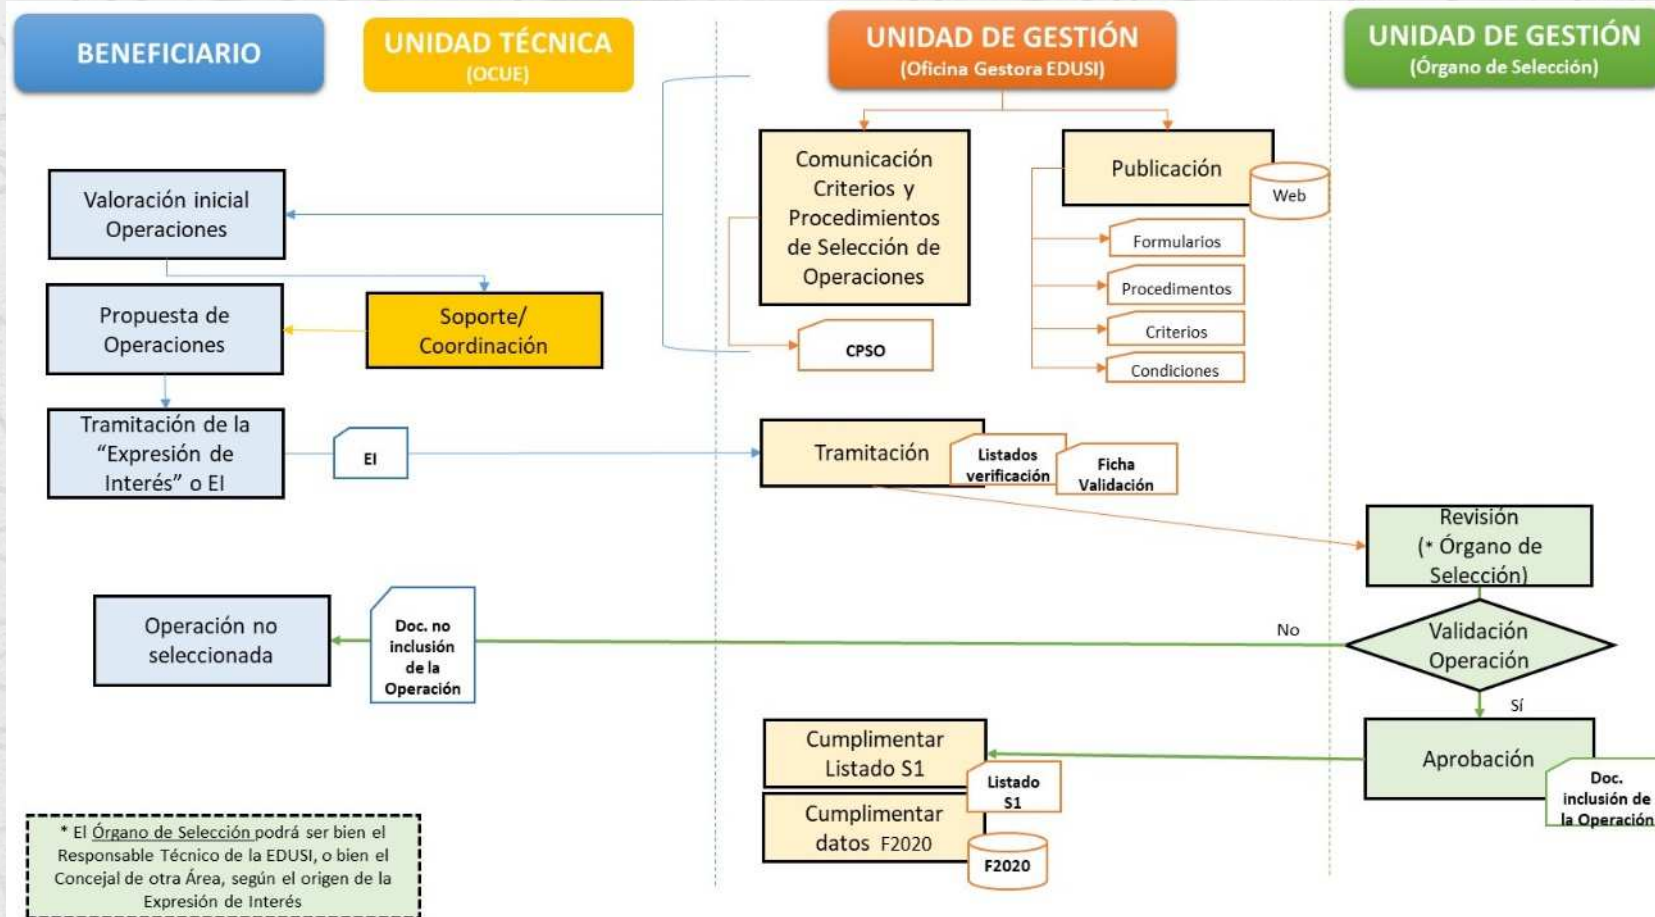 BENEFICIARIO
UNIDAD TÉCNICA
(OCUE)
UNIDAD DE GESTIÓN
(Oficina Gestora EDUSI)
UNIDAD DE GESTIÓN
(Órgano de Selección)
Comunicación
Criterios y
Procedimientos
de Selección de
Operaciones
Publicación
Web
Valoración inicial
Operaciones
Formularios
Procedimentos
Criterios
Condiciones
Propuesta de
Operaciones
Soporte/
Coordinación
CPSO
Tramitación de la
“Expresión de
Interés” o EI
EI
Tramitación
Listados
verificación
Ficha
Validación
Revisión
(* Órgano de
Selección)
Operación no
seleccionada
Doc. no
inclusión
de la
Operación
No
Validación
Operación
Sí
Cumplimentar
Listado S1
Listado
S1
Aprobación
Doc.
inclusión de
la Operación
Cumplimentar
datos F2020
F2020
* El Órgano de Selección podrá ser bien el
Responsable Técnico de la EDUSI, o bien el
Concejal de otra Área, según el origen de la
Expresión de Interés